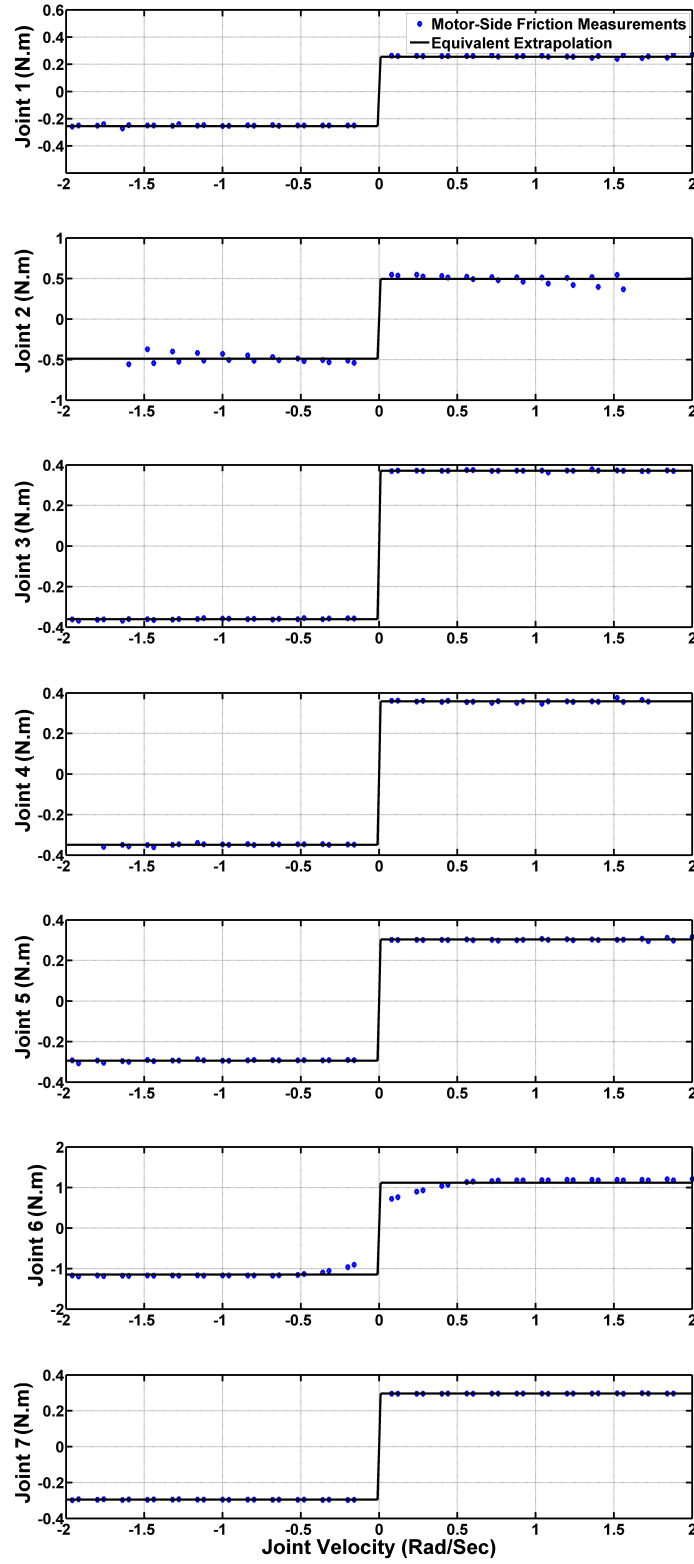 Motor-Side Friction Measurements
Equivalent Extrapolation
Joint 1 (N.m)
0.6
0.4
0.2
0
-0.2
-0.4
-2 -1.5 -1 -0.5 0 0.5 1 1.5 2
Joint 2 (N.m)
1
0.5
0
-0.5
-1
-2 -1.5 -1 -0.5 0 0.5 1 1.5 2
Joint 3 (N.m)
0.4
0.2
0
-0.2
-0.4
-2 -1.5 -1 -0.5 0 0.5 1 1.5 2
Joint 4 (N.m)
0.4
0.2
0
-0.2
-0.4
-2 -1.5 -1 -0.5 0 0.5 1 1.5 2
Joint 5 (N.m)
0.4
0.2
0
-0.2
-0.4
-2 -1.5 -1 -0.5 0 0.5 1 1.5 2
Joint 6 (N.m)
2
1
0
-1
-2
-2 -1.5 -1 -0.5 0 0.5 1 1.5 2
Joint 7 (N.m)
0.4
0.2
0
-0.2
-0.4
-2 -1.5 -1 -0.5 0 0.5 1 1.5 2
Joint Velocity (Rad/Sec)